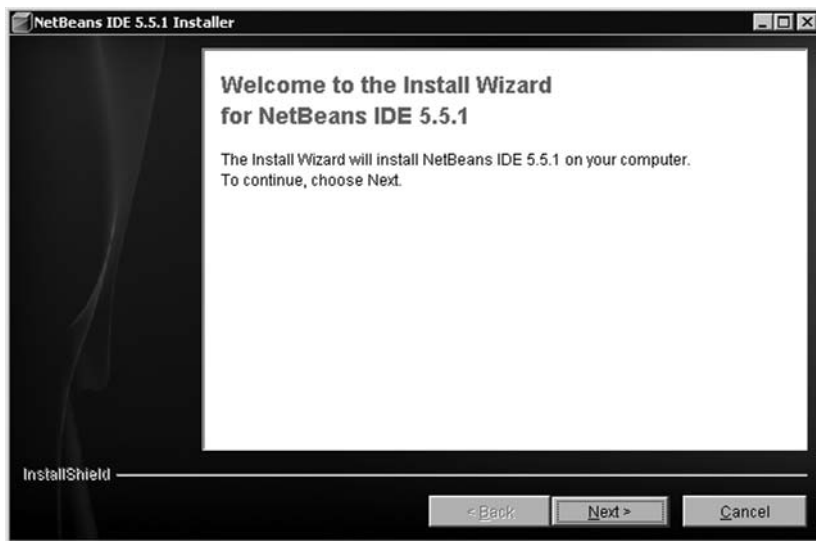 NetBeans IDE 5.5.1 Installer
Welcome to the Install Wizard
for NetBeans IDE 5.5.1
The Install Wizard will install NetBeans IDE 5.5.1 on your computer.
To continue, choose Next.
InstallShield
< Back
Next >
Cancel